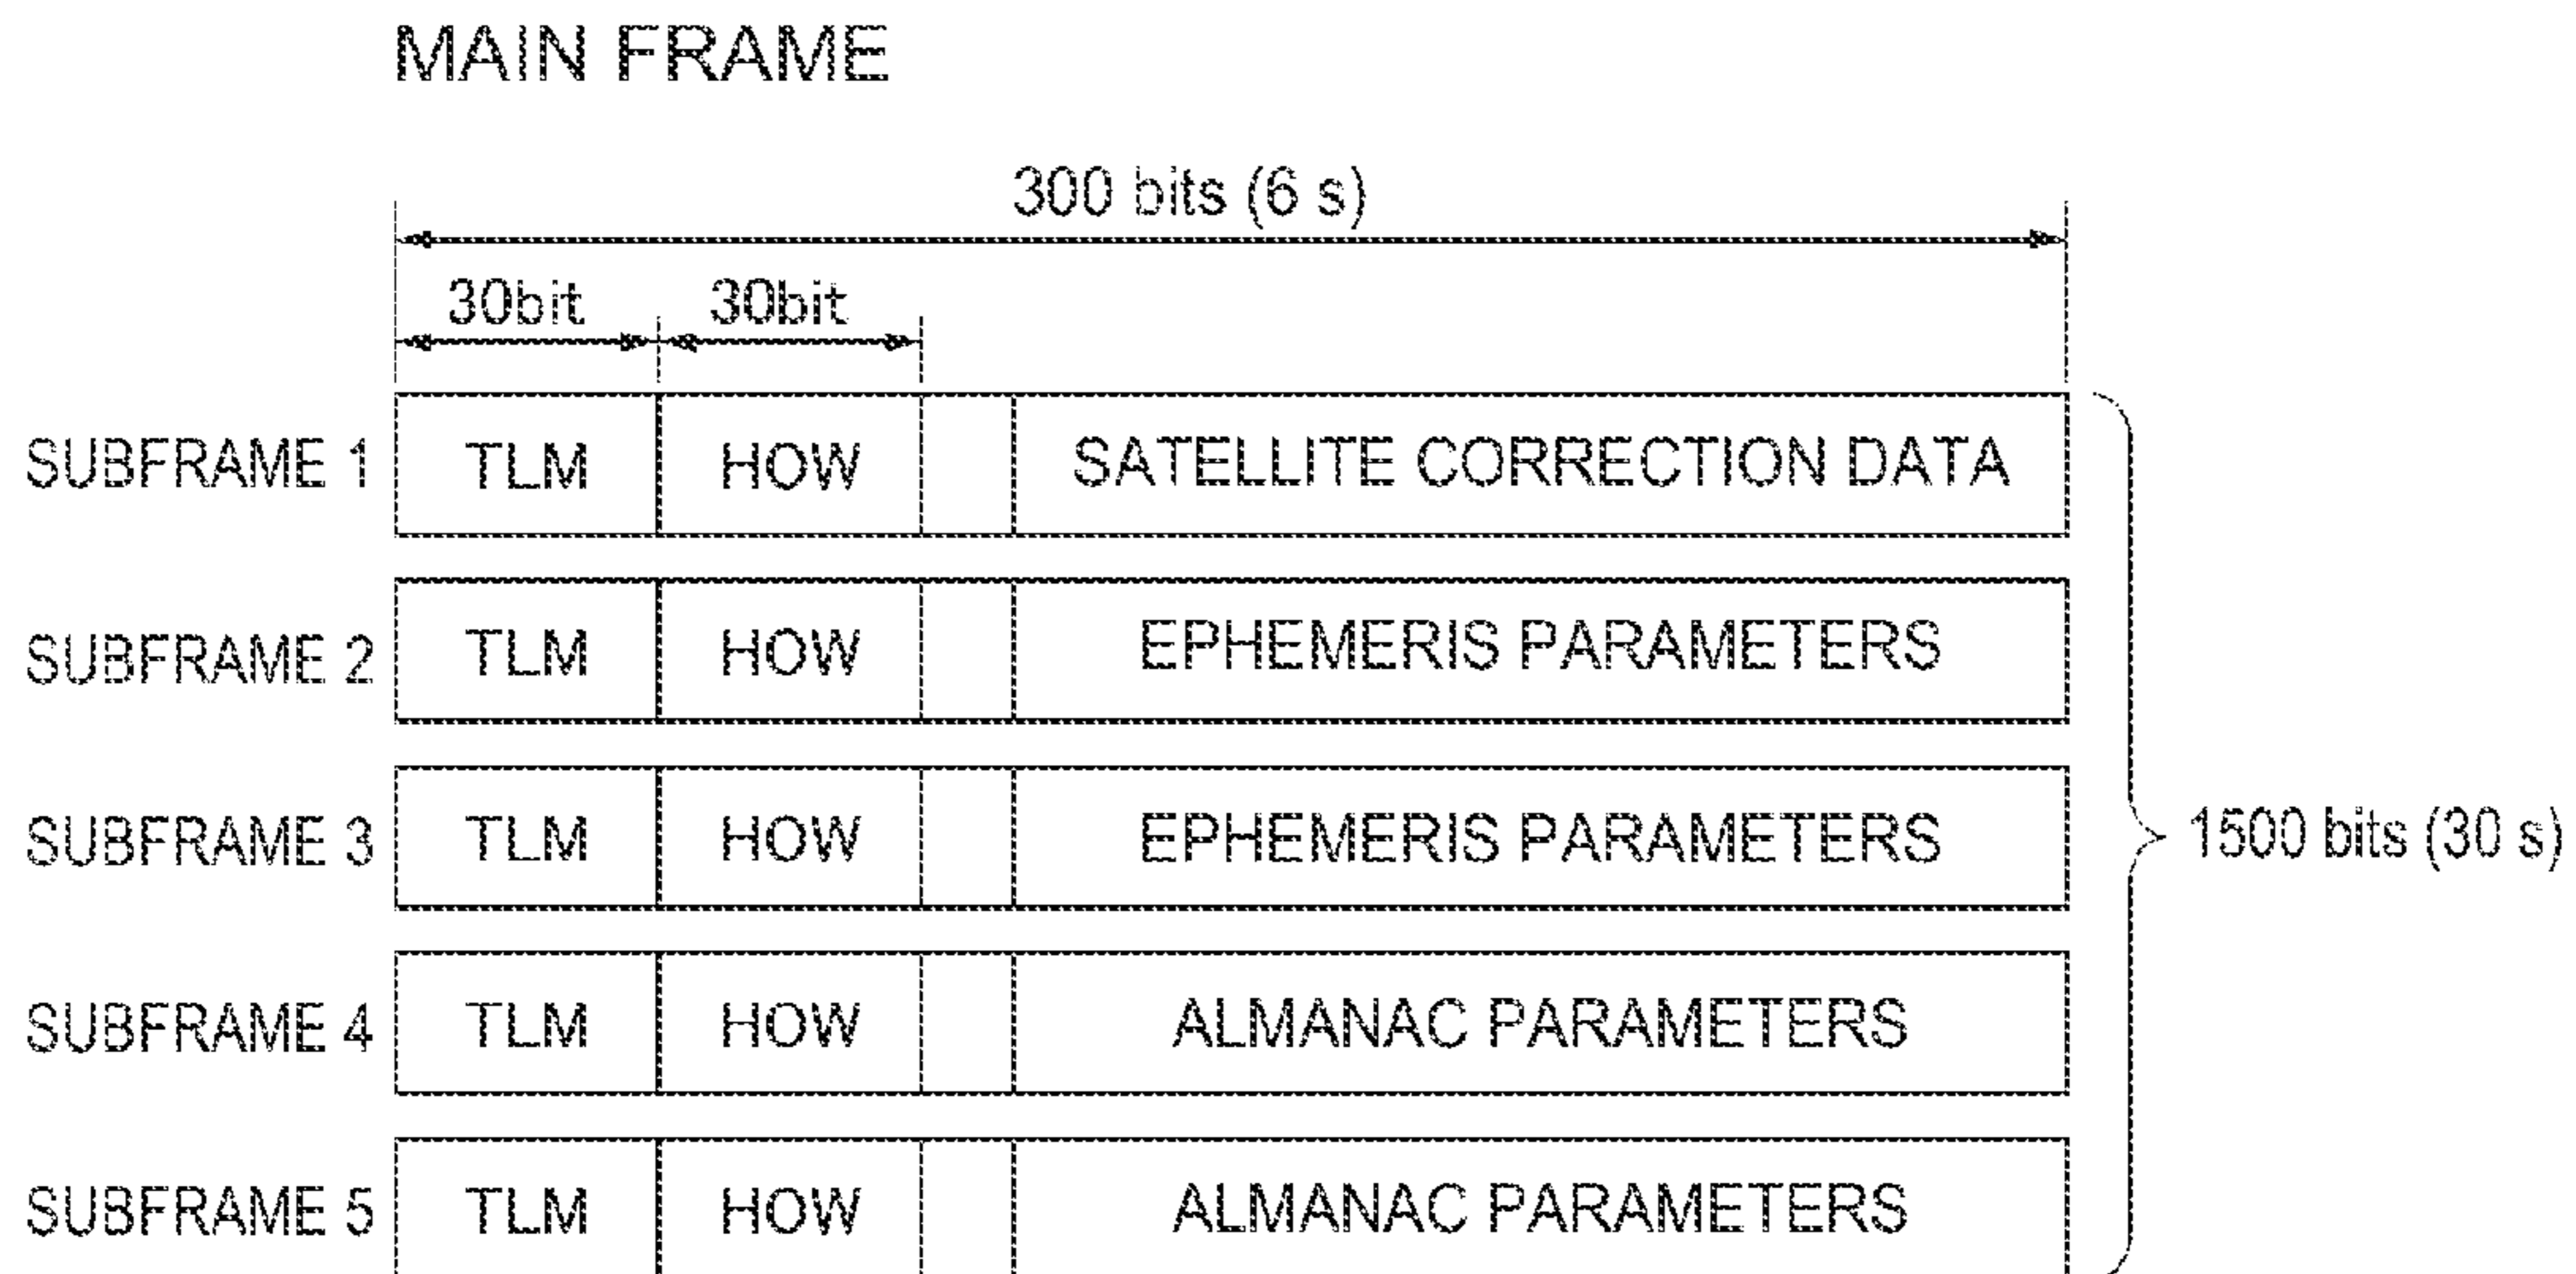 MAIN FRAME
300 bits (6 s)
30bit 30bit
SUBFRAME 1 TLM HOW SATELLITE CORRECTION DATA
SUBFRAME 2 TLM HOW EPHEMERIS PARAMETERS
SUBFRAME 3 TLM HOW EPHEMERIS PARAMETERS
1500 bits (30 s)
SUBFRAME 4 TLM HOW ALMANAC PARAMETERS
SUBFRAME 5 TLM HOW ALMANAC PARAMETERS